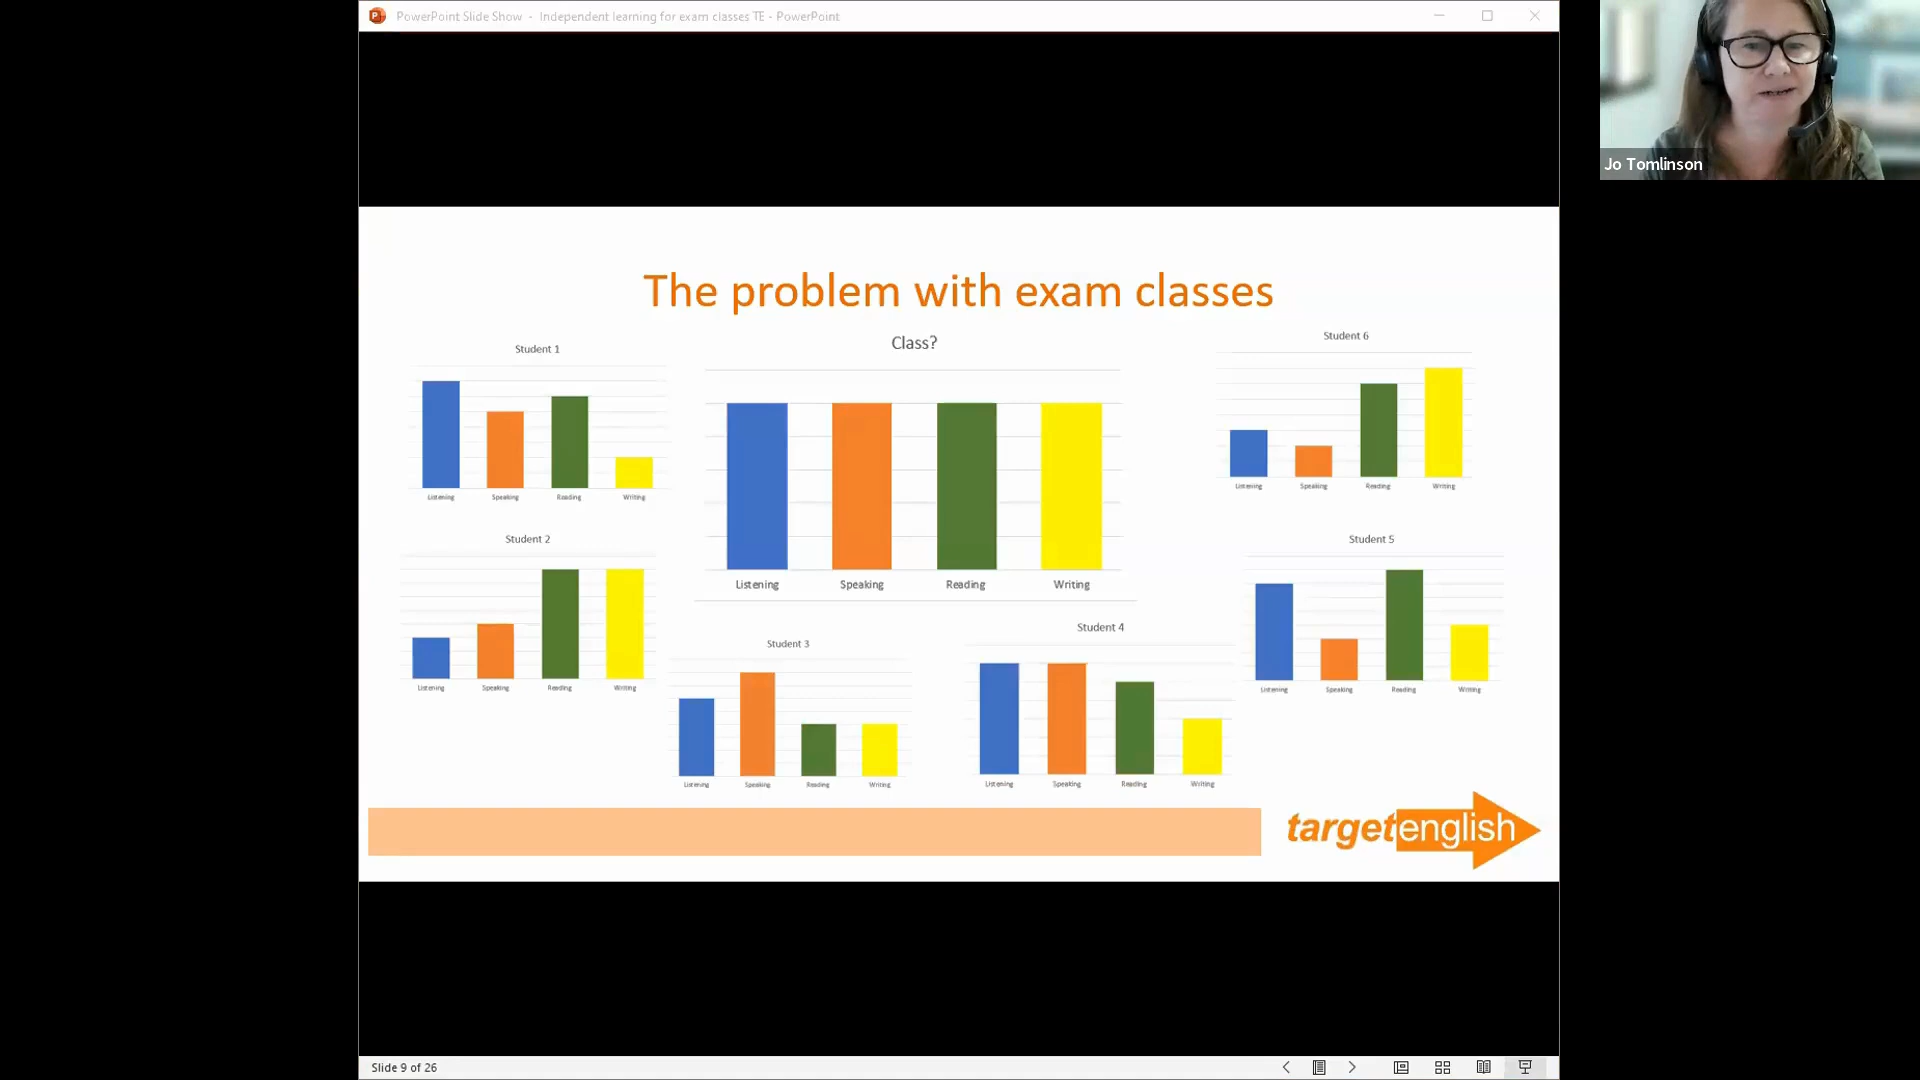 PowerPoint Slide Show - Independent learning for exam classes TE - PowerPoint
Jo Tomlinson
The problem with exam classes
Class?
Listening Speaking Reading Writing
Student 1
Listening Speaking Reading Writing
Student 2
Listening Speaking Reading Writing
Student 3
Listening Speaking Reading Writing
Student 4
Listening Speaking Reading Writing
Student 5
Listening Speaking Reading Writing
Student 6
Listening Speaking Reading Writing
targetenglish
Slide 9 of 26